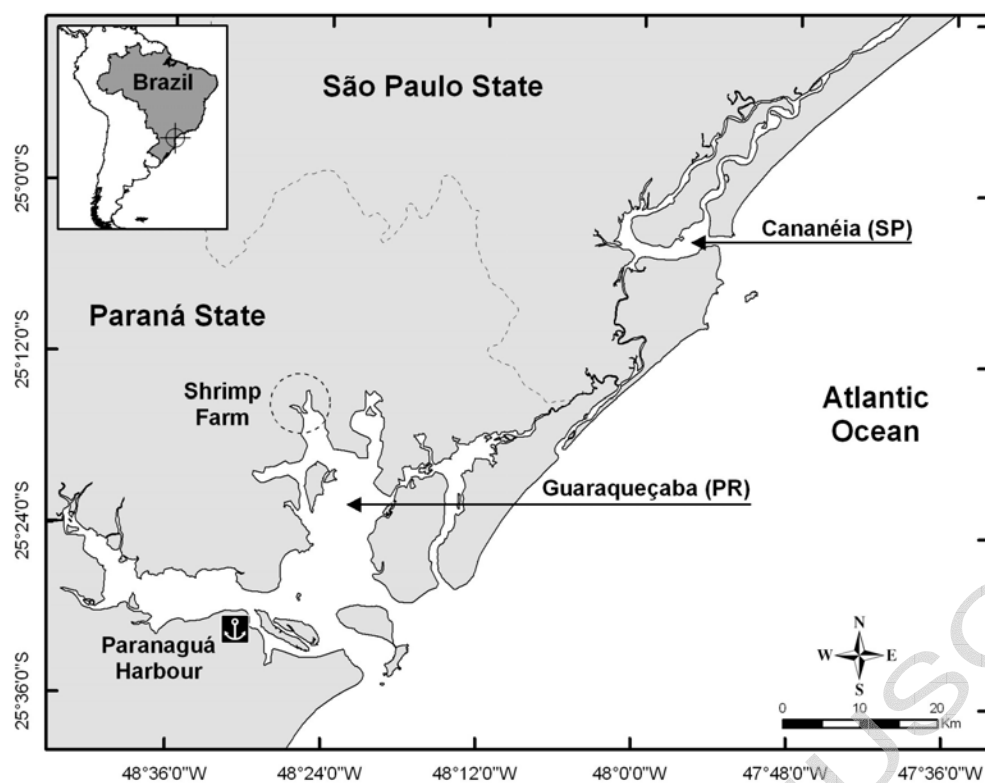 Brazil
São Paulo State
25°0'0"S
Cananéia (SP)
Paraná State
25°12'0"S
Shrimp
Farm
Atlantic
Ocean
Guaraqueçaba (PR)
25°24'0"S
Paranaguá
Harbour
N
W E
S
25°36'0"S
0 10 20
Km
48°36'0"W 48°24'0"W 48°12'0"W 48°0'0"W 47°48'0"W 47°36'0"W